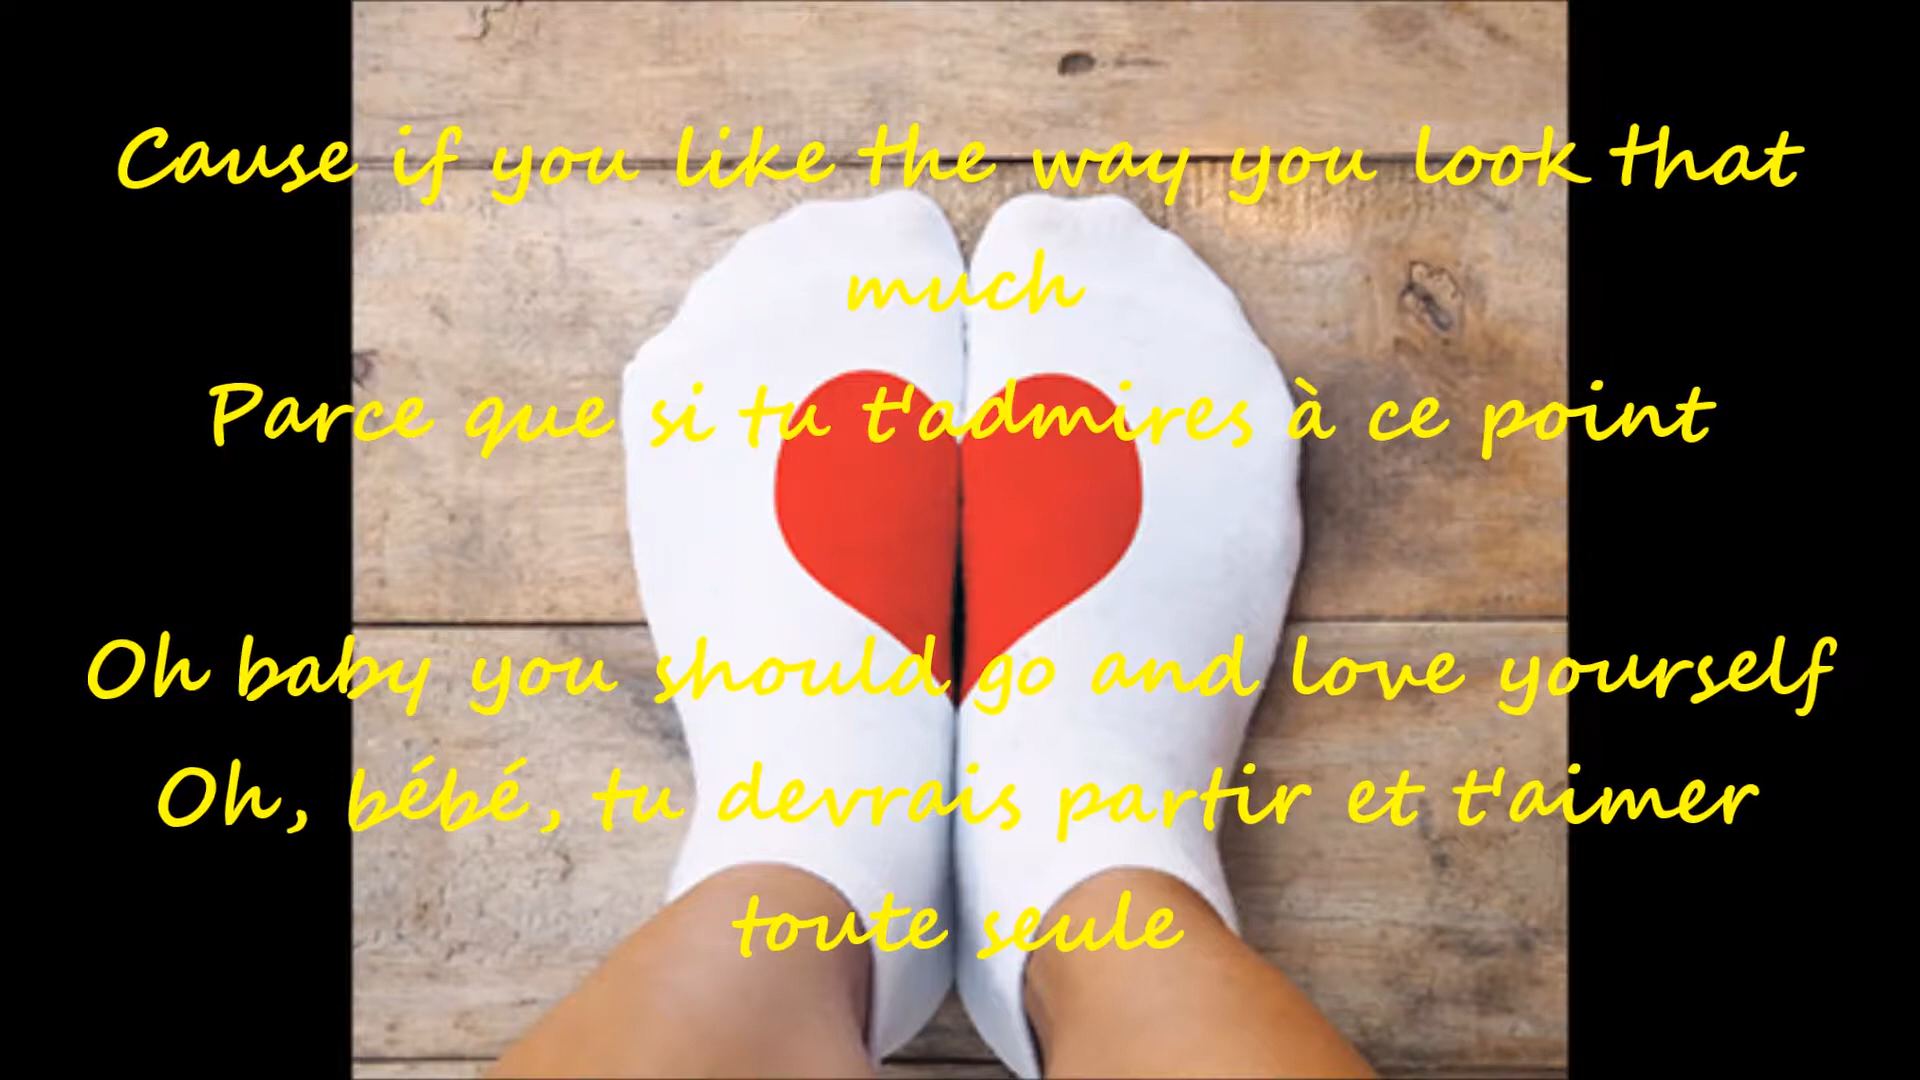 Cause if you like the way you look that
much
Parce que si tu t'admires à ce point
Oh baby you should go and love yourself
Oh, bébé, tu devrais partir et t'aimer
toute seule